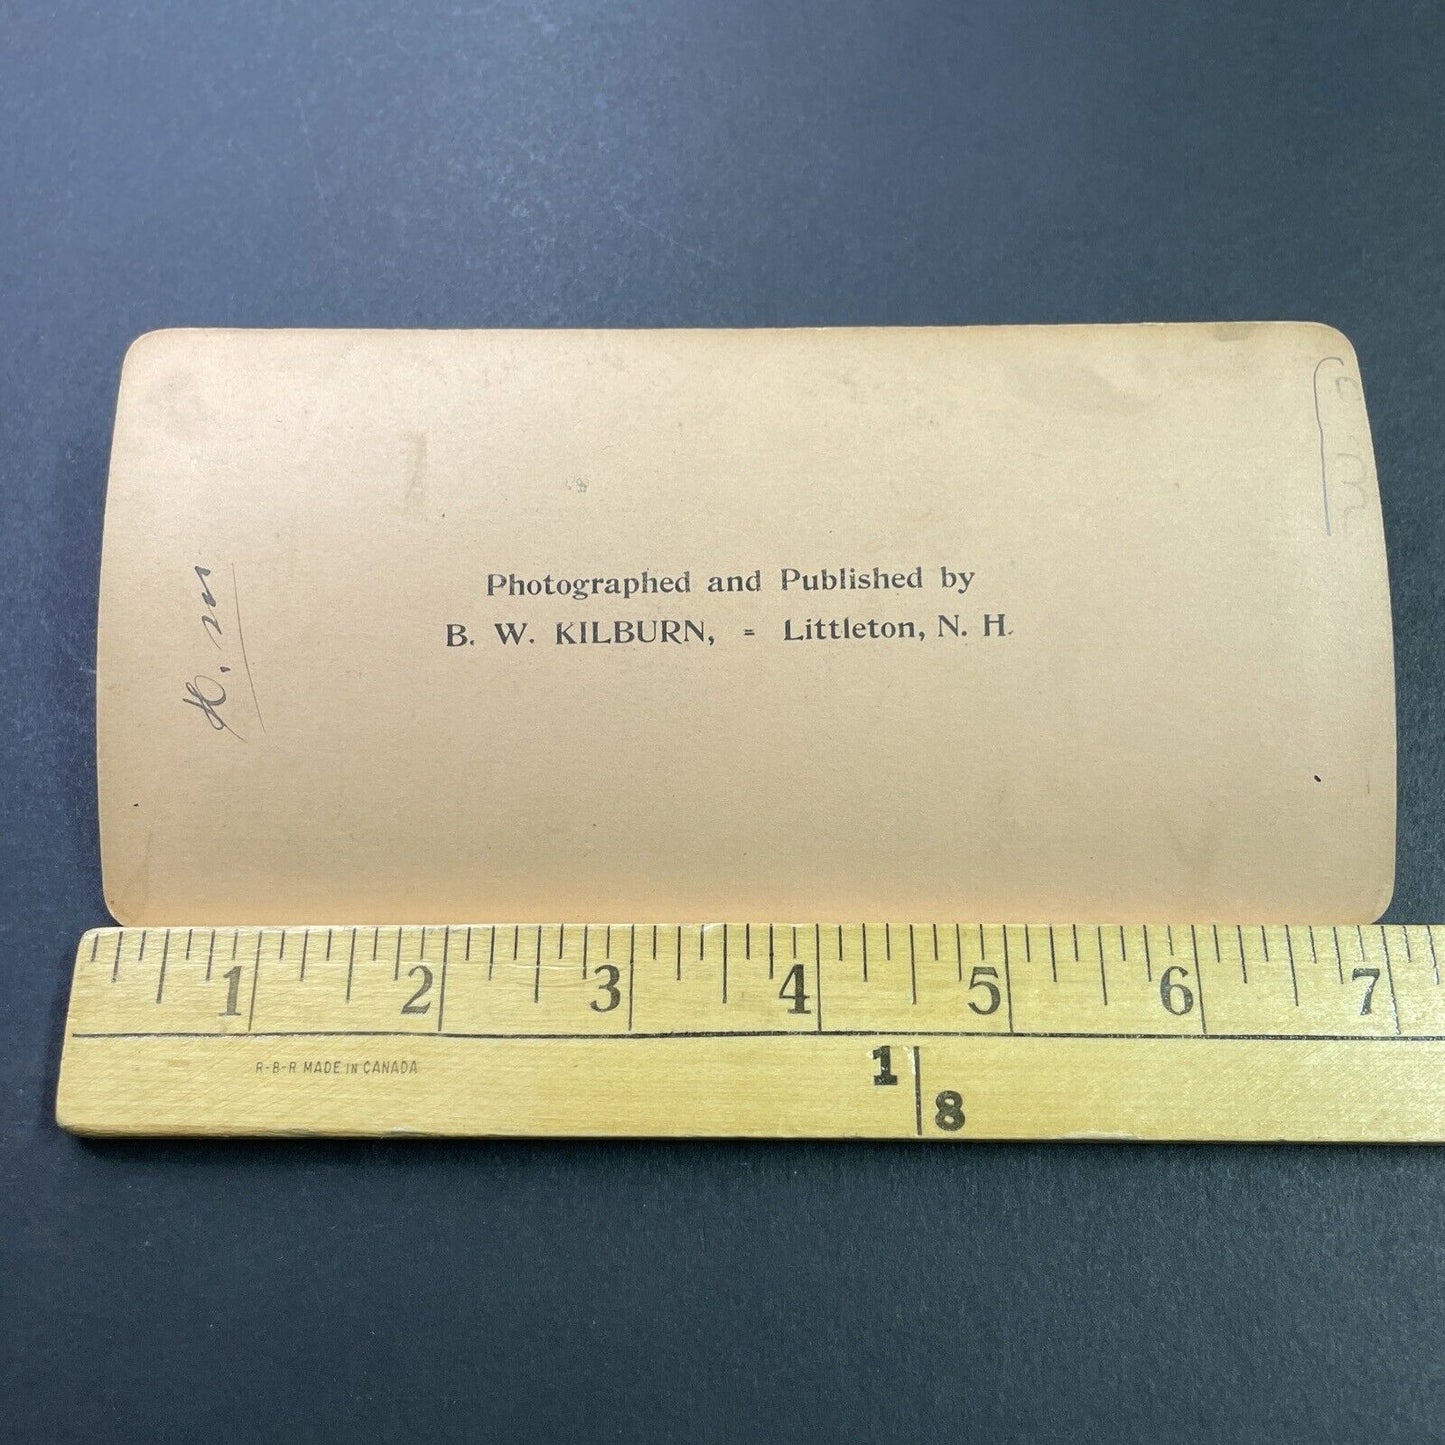 Photographed and Published by
B. W. KILBURN, = Littleton, N. H.
1 2 3 4 5 6 7
R-B-R MADE IN CANADA
1 8